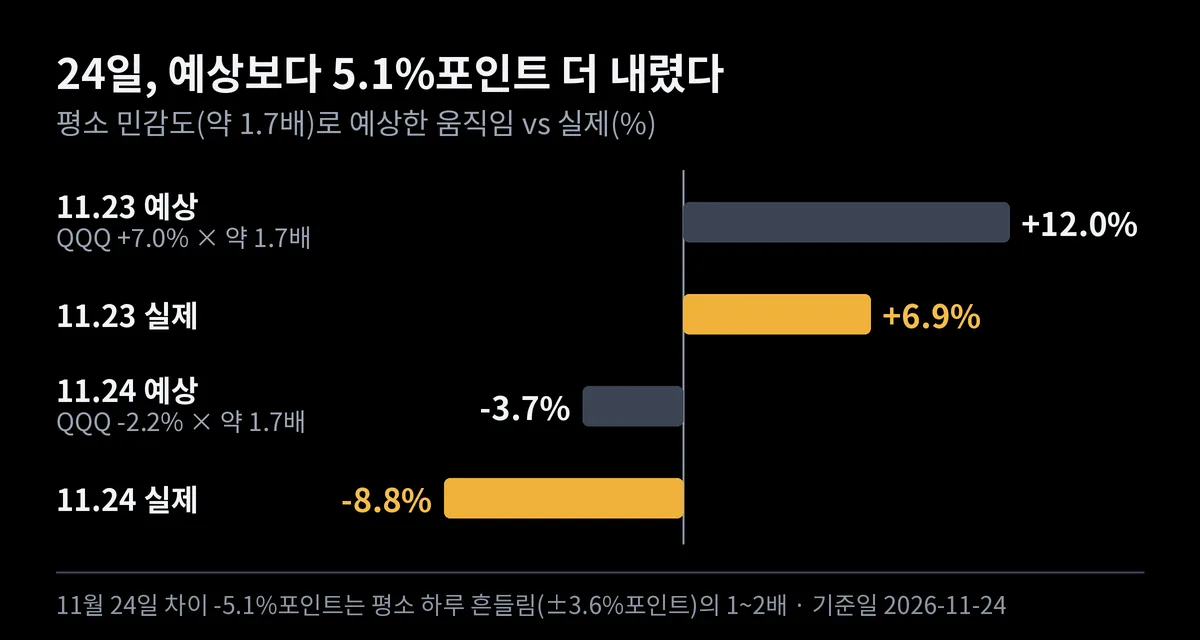 24일, 예상보다 5.1%포인트 더 내렸다
평소 민감도(약 1.7배)로 예상한 움직임 vs 실제(%)
11.23 예상
QQQ +7.0% × 약 1.7배
+12.0%
11.23 실제
+6.9%
11.24 예상
QQQ -2.2% × 약 1.7배
-3.7%
11.24 실제
-8.8%
11월 24일 차이 -5.1%포인트는 평소 하루 흔들림(±3.6%포인트)의 1~2배 · 기준일 2026-11-24